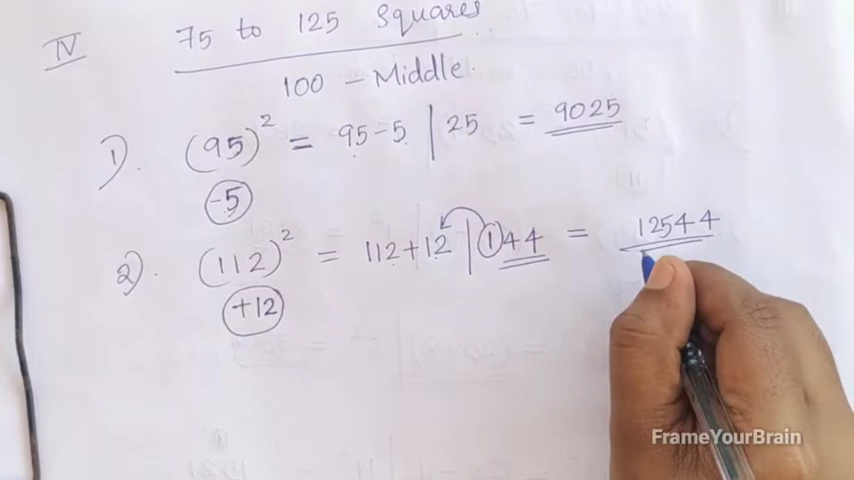 IV 75 to 125 Squares
100 - Middle
1). (95)² = 95-5 | 25 = 9025
-5
2). (112)² = 112+12 | 144 = 12544
+12
FrameYourBrain